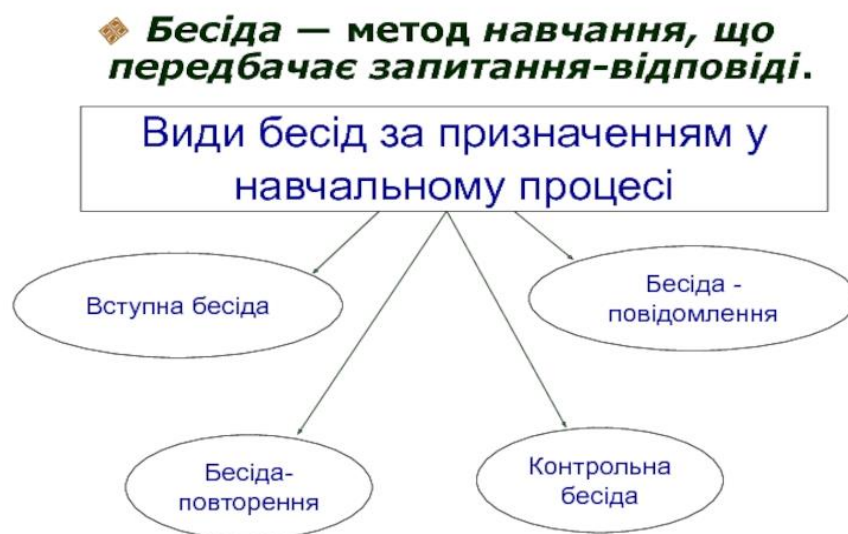 Бесіда — метод навчання, що
передбачає запитання-відповіді.
Види бесід за призначенням у
навчальному процесі
Вступна бесіда
Бесіда -
повідомлення
Бесіда-
повторення
Контрольна
бесіда